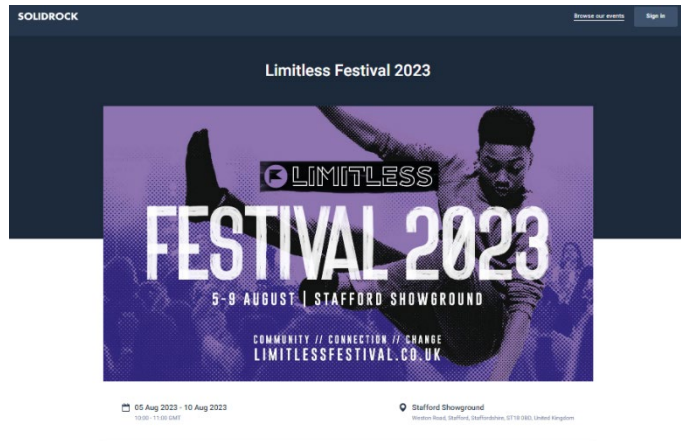 SOLIDROCK
Browse our events
Sign in
Limitless Festival 2023
LIMITLESS
FESTIVAL 2023
5-9 AUGUST | STAFFORD SHOWGROUND
COMMUNITY // CONNECTION // CHANGE
LIMITLESSFESTIVAL.CO.UK
05 Aug 2023 - 10 Aug 2023
10:00 - 11:00 GMT
Stafford Showground
Weston Road, Stafford, Staffordshire, ST18 0BD, United Kingdom